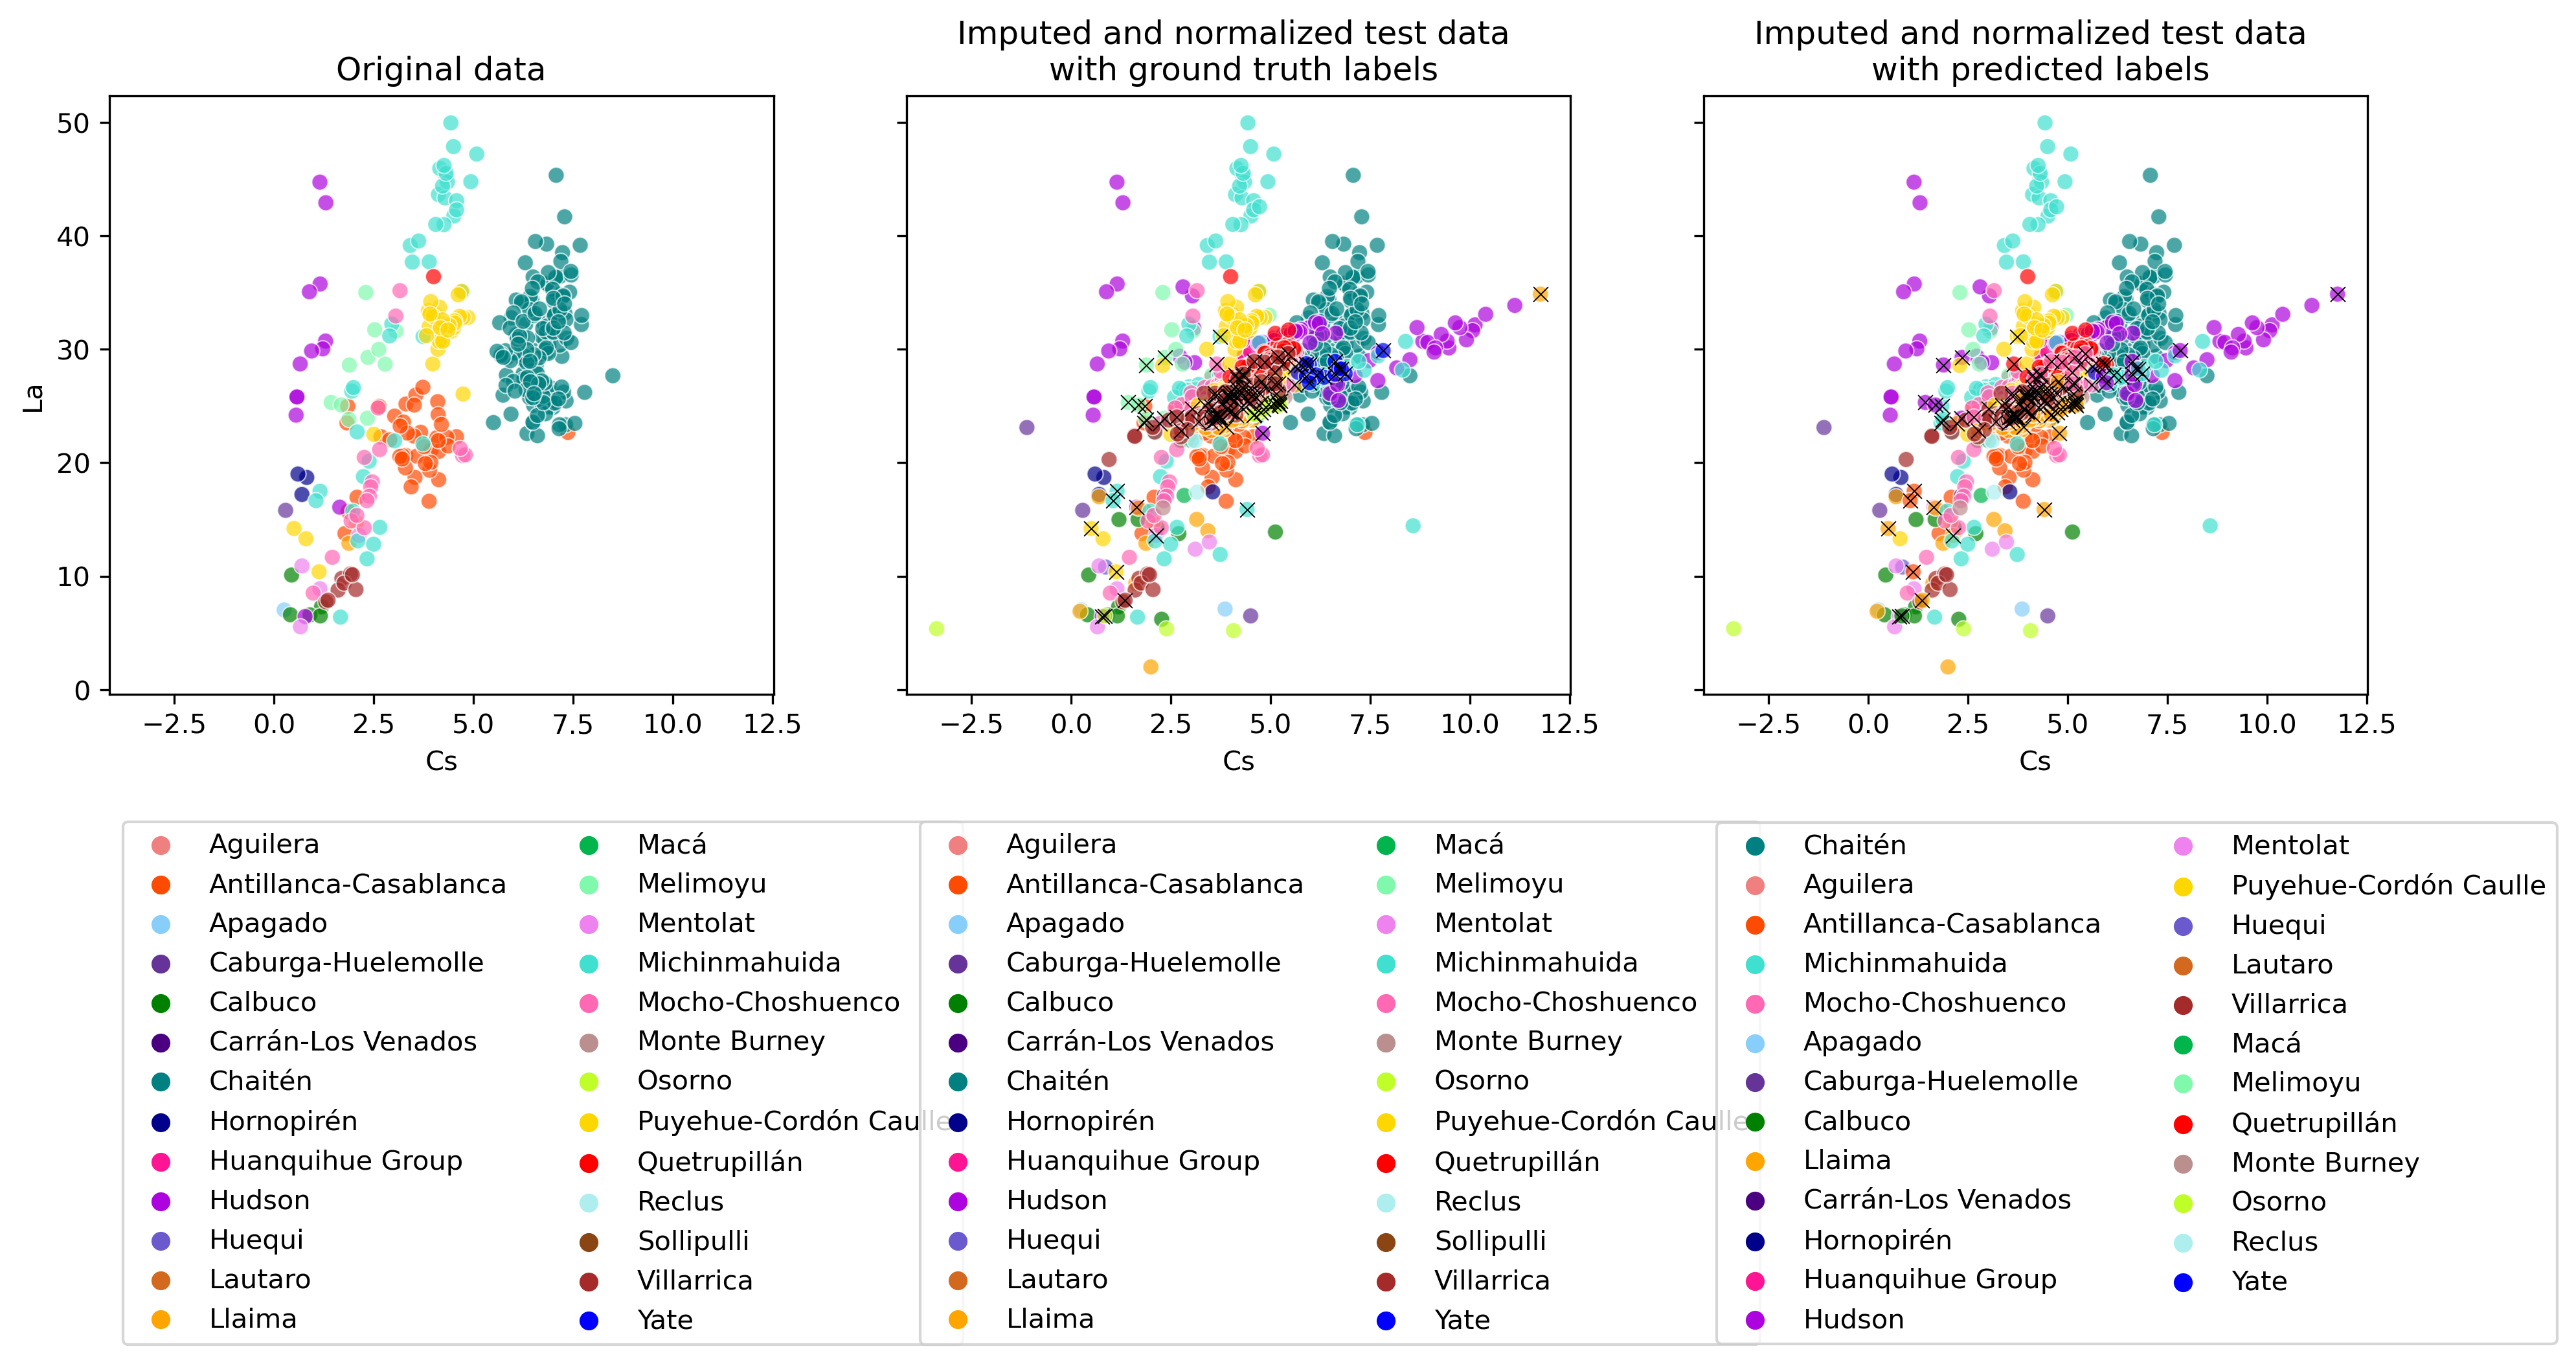 Original data
Imputed and normalized test data
with ground truth labels
Imputed and normalized test data
with predicted labels
La
50
40
30
20
10
0
−2.5 0.0 2.5 5.0 7.5 10.0 12.5
Cs
−2.5 0.0 2.5 5.0 7.5 10.0 12.5
Cs
−2.5 0.0 2.5 5.0 7.5 10.0 12.5
Cs
Aguilera
Antillanca-Casablanca
Apagado
Caburga-Huelemolle
Calbuco
Carrán-Los Venados
Chaitén
Hornopirén
Huanquihue Group
Hudson
Huequi
Lautaro
Llaima
Macá
Melimoyu
Mentolat
Michinmahuida
Mocho-Choshuenco
Monte Burney
Osorno
Puyehue-Cordón Caulle
Quetrupillán
Reclus
Sollipulli
Villarrica
Yate
Aguilera
Antillanca-Casablanca
Apagado
Caburga-Huelemolle
Calbuco
Carrán-Los Venados
Chaitén
Hornopirén
Huanquihue Group
Hudson
Huequi
Lautaro
Llaima
Macá
Melimoyu
Mentolat
Michinmahuida
Mocho-Choshuenco
Monte Burney
Osorno
Puyehue-Cordón Caulle
Quetrupillán
Reclus
Sollipulli
Villarrica
Yate
Chaitén
Aguilera
Antillanca-Casablanca
Michinmahuida
Mocho-Choshuenco
Apagado
Caburga-Huelemolle
Calbuco
Llaima
Carrán-Los Venados
Hornopirén
Huanquihue Group
Hudson
Mentolat
Puyehue-Cordón Caulle
Huequi
Lautaro
Villarrica
Macá
Melimoyu
Quetrupillán
Monte Burney
Osorno
Reclus
Yate